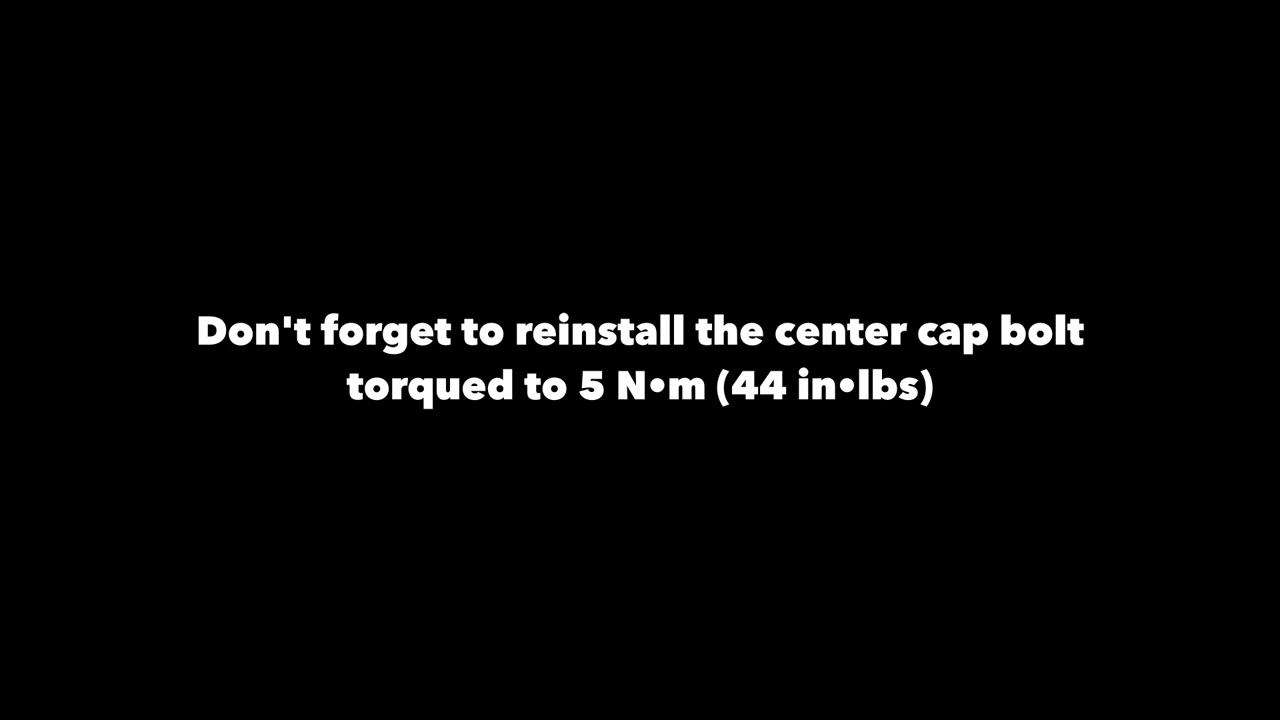 Don't forget to reinstall the center cap bolt
torqued to 5 N•m (44 in•lbs)